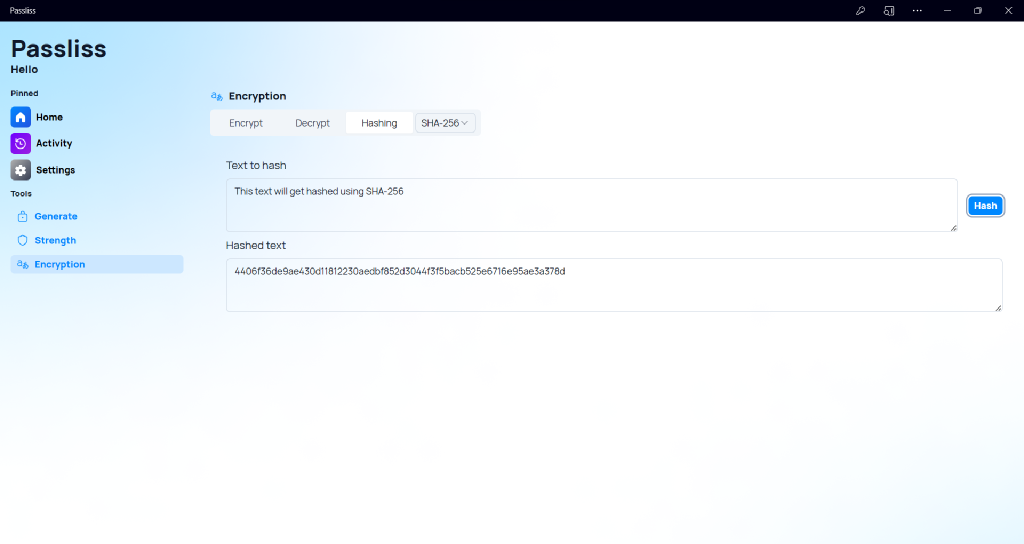 Passliss
Passliss
Hello
Pinned
Home
Activity
Settings
Tools
Generate
Strength
Encryption
Encryption
Encrypt Decrypt Hashing SHA-256
Text to hash
This text will get hashed using SHA-256
Hash
Hashed text
4406f36de9ae430d11812230aedbf852d3044f3f5bacb525e6716e95ae3a378d